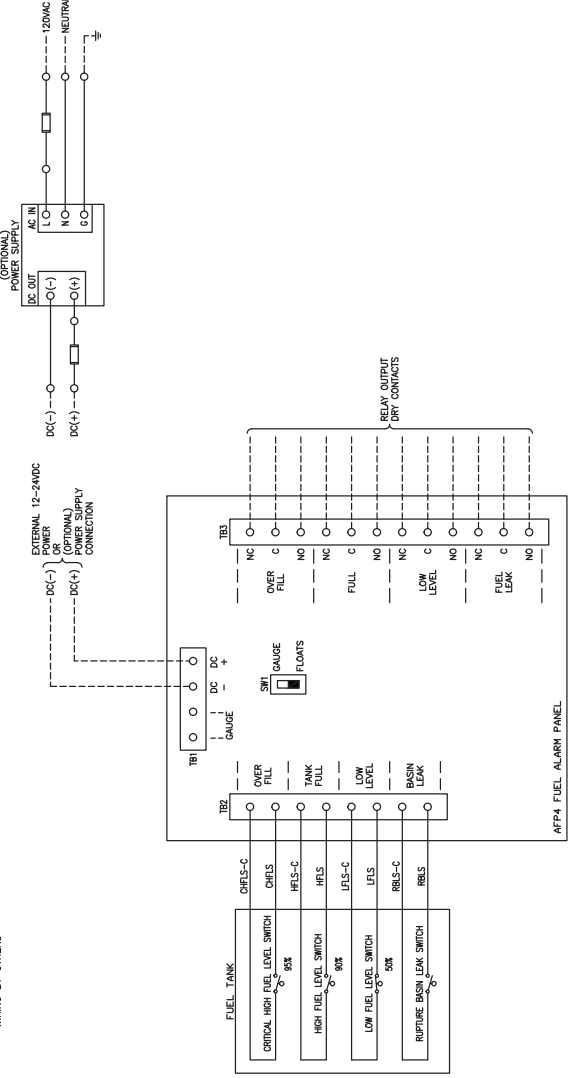 120VAC
(OPTIONAL)
POWER SUPPLY
AC IN
L
N
G
DC OUT
(-)
(+)
DC(-)
DC(+)
EXTERNAL 12-24VDC
POWER
OR
(OPTIONAL)
POWER SUPPLY
CONNECTION
DC(-)
DC(+)
RELAY OUTPUT
DRY CONTACTS
TB3
NC
C
NO
NC
C
NO
NC
C
NO
NC
C
NO
OVER
FILL
FULL
LOW
LEVEL
FUEL
LEAK
SW1
GAUGE
FLOATS
TB1
GAUGE
DC
-
DC
+
TB2
OVER
FILL
TANK
FULL
LOW
LEVEL
BASIN
LEAK
AFP4 FUEL ALARM PANEL
CHFLS-C
CHFLS
HFLS-C
HFLS
LFLS-C
LFLS
RBLS-C
RBLS
FUEL TANK
CRITICAL HIGH FUEL LEVEL SWITCH
95%
HIGH FUEL LEVEL SWITCH
90%
LOW FUEL LEVEL SWITCH
50%
RUPTURE BASIN LEAK SWITCH